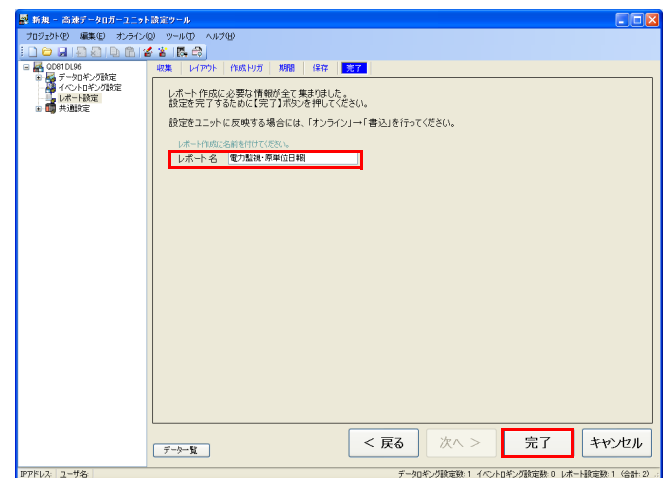 新規 - 高速データロガーユニット設定ツール
プロジェクト(P) 編集(E) オンライン(O) ツール(T) ヘルプ(H)
QD81DL96
データロギング設定
イベントロギング設定
レポート設定
共通設定
収集 レイアウト 作成トリガ 期間 保存 完了
レポート作成に必要な情報が全て集まりました。
設定を完了するために【完了】ボタンを押してください。
設定をユニットに反映する場合には、「オンライン」→「書込」を行ってください。
レポート作成に名前を付けてください。
レポート名 電力監視・原単位日報
データ一覧 < 戻る 次へ > 完了 キャンセル
IPアドレス: ユーザ名: データロギング設定数: 1 イベントロギング設定数: 0 レポート設定数: 1 (合計: 2)